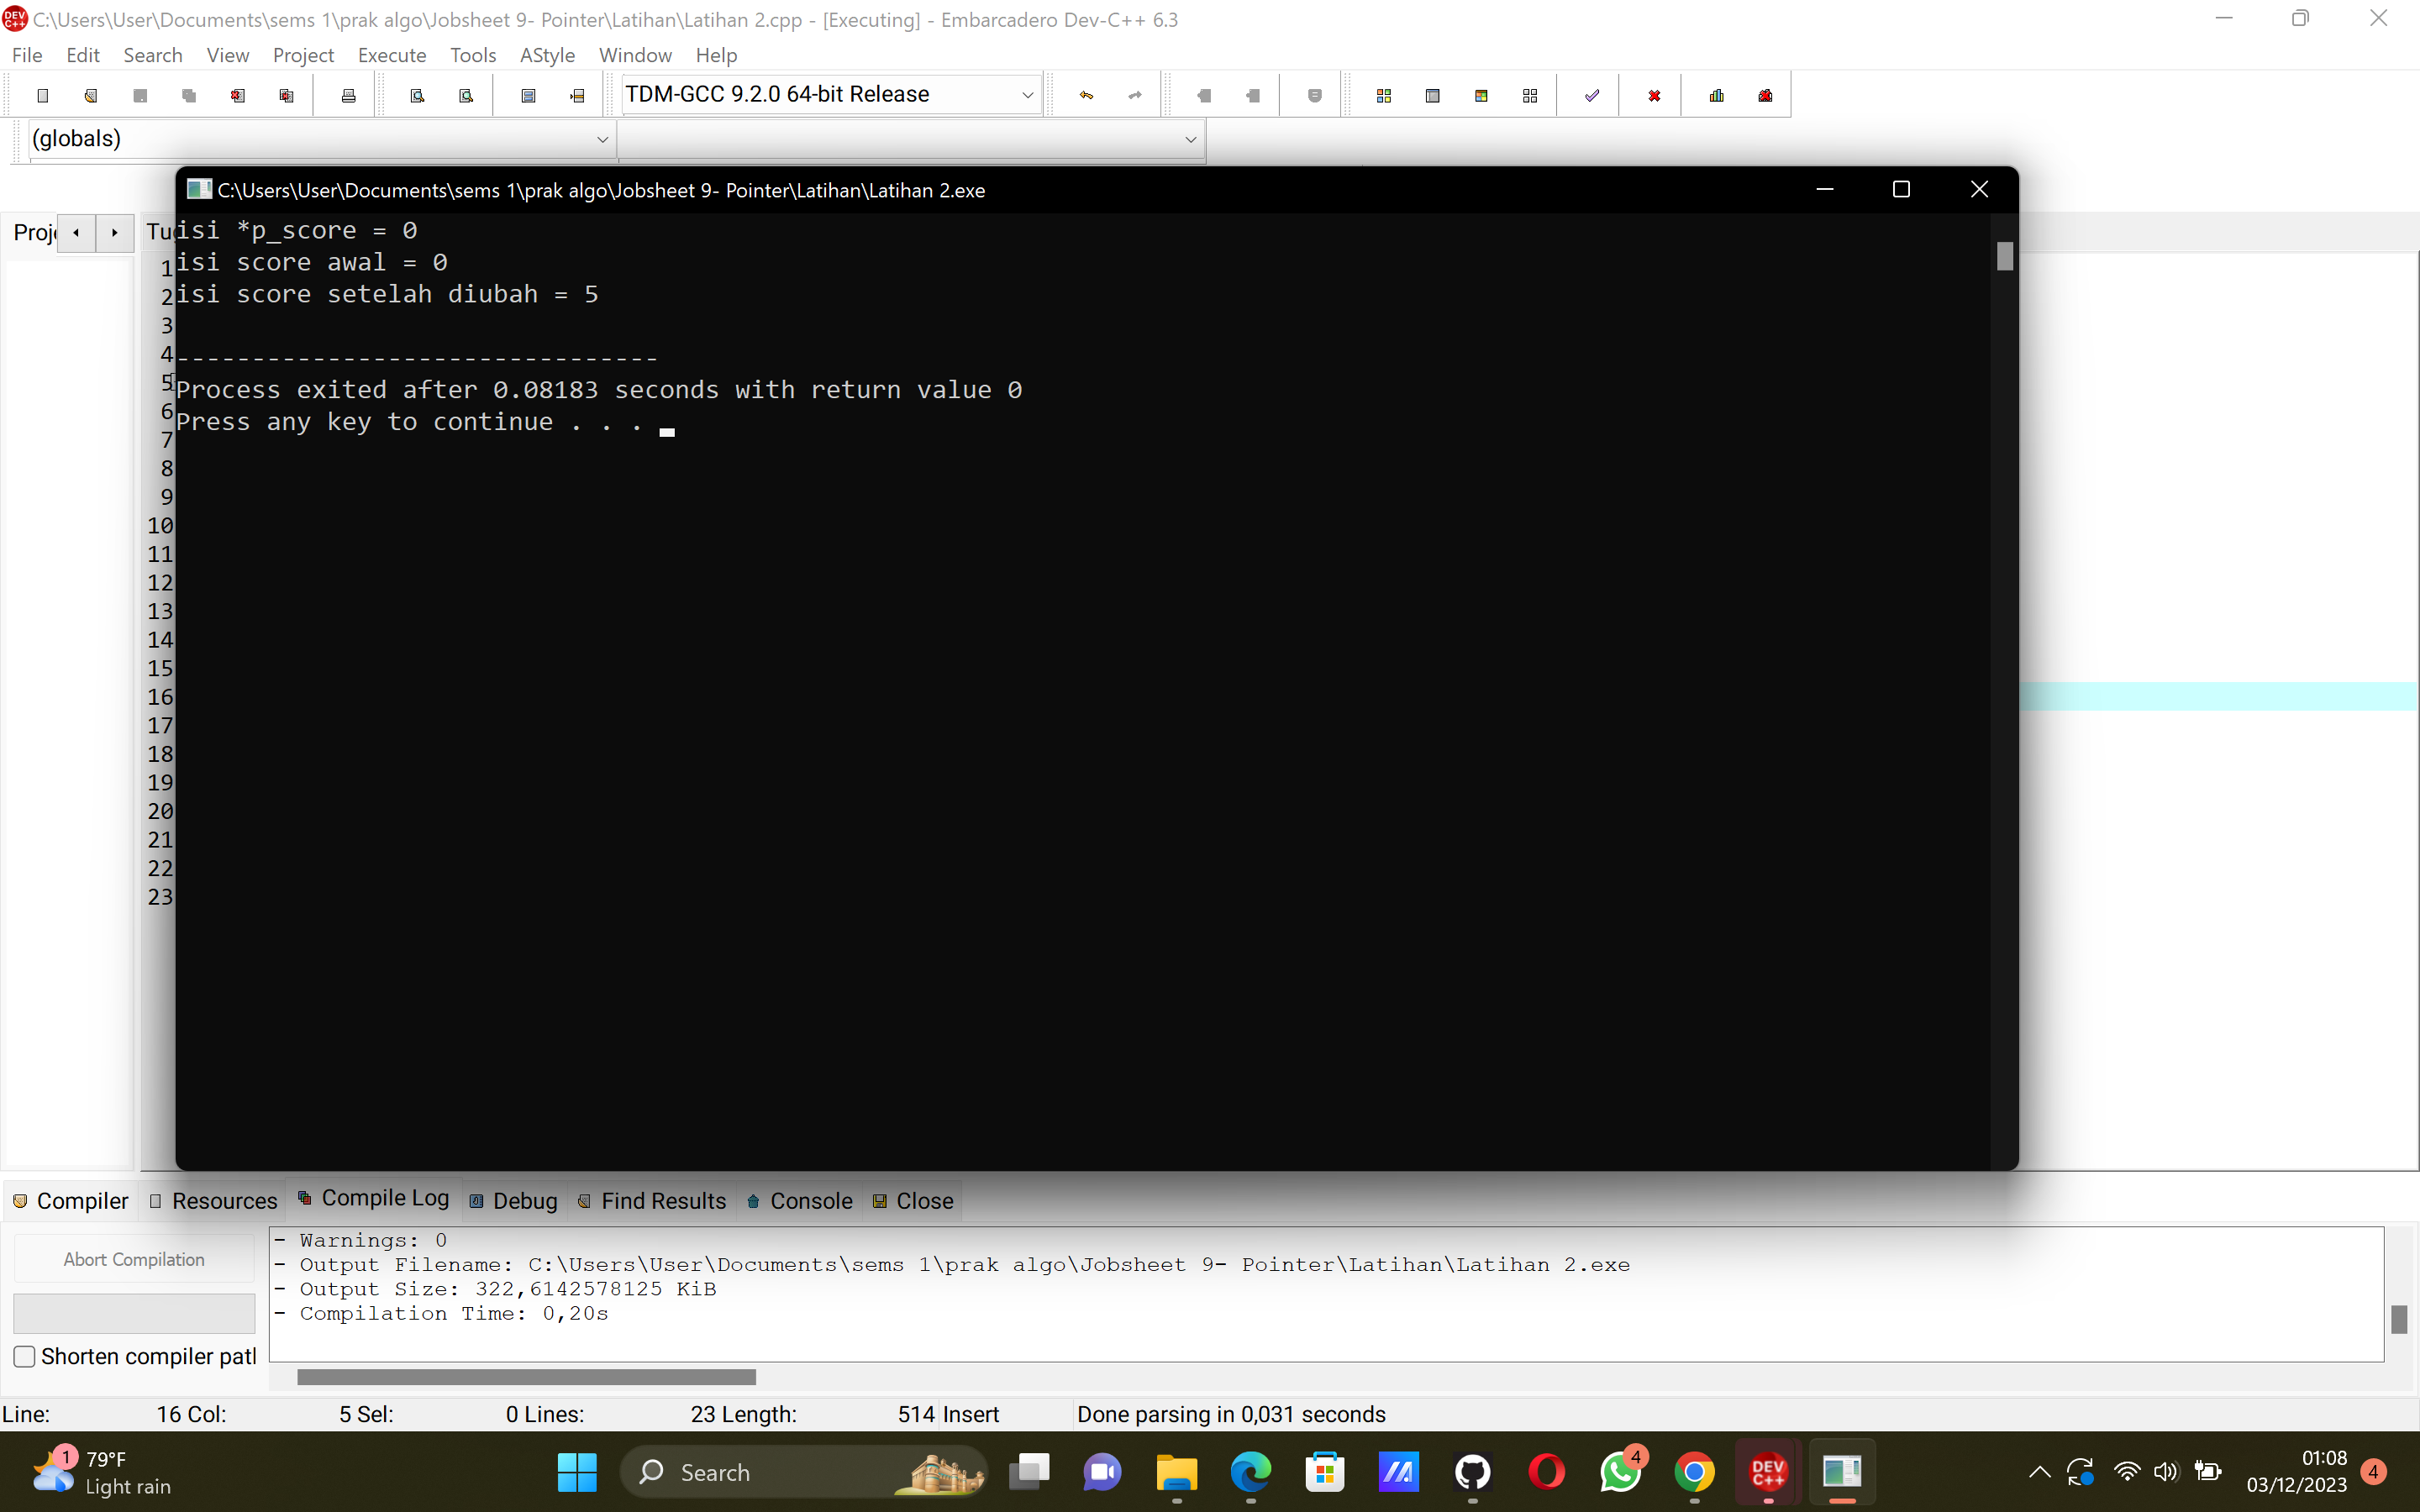 C:\Users\User\Documents\sems 1\prak algo\Jobsheet 9- Pointer\Latihan\Latihan 2.cpp - [Executing] - Embarcadero Dev-C++ 6.3
File Edit Search View Project Execute Tools AStyle Window Help
TDM-GCC 9.2.0 64-bit Release
(globals)
C:\Users\User\Documents\sems 1\prak algo\Jobsheet 9- Pointer\Latihan\Latihan 2.exe
isi *p_score = 0
isi score awal = 0
isi score setelah diubah = 5
--------------------------------
Process exited after 0.08183 seconds with return value 0
Press any key to continue . . .
1
2
3
4
5
6
7
8
9
10
11
12
13
14
15
16
17
18
19
20
21
22
23
Compiler Resources Compile Log Debug Find Results Console Close
Abort Compilation
- Warnings: 0
- Output Filename: C:\Users\User\Documents\sems 1\prak algo\Jobsheet 9- Pointer\Latihan\Latihan 2.exe
- Output Size: 322,6142578125 KiB
- Compilation Time: 0,20s
Shorten compiler
Line: 16 Col: 5 Sel: 0 Lines: 23 Length: 514 Insert Done parsing in 0,031 seconds
1
79°F
Light rain
Search
4
DEV C++
01:08
03/12/2023
4